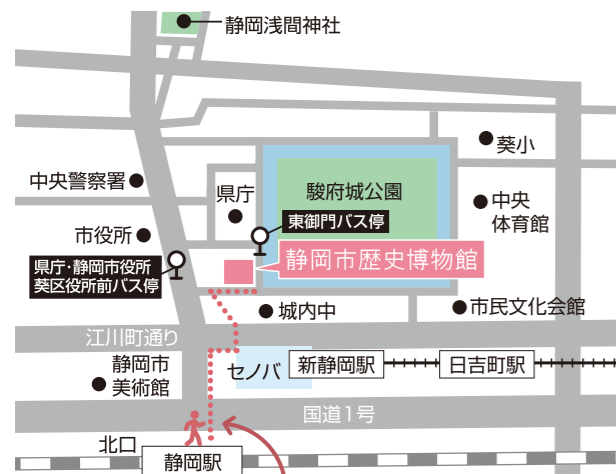 静岡浅間神社
葵小
中央警察署
県庁
駿府城公園
中央
体育館
東御門バス停
市役所
県庁・静岡市役所
葵区役所前バス停
静岡市歴史博物館
城内中
市民文化会館
江川町通り
静岡市
美術館
セノバ
新静岡駅
日吉町駅
国道1号
北口
静岡駅